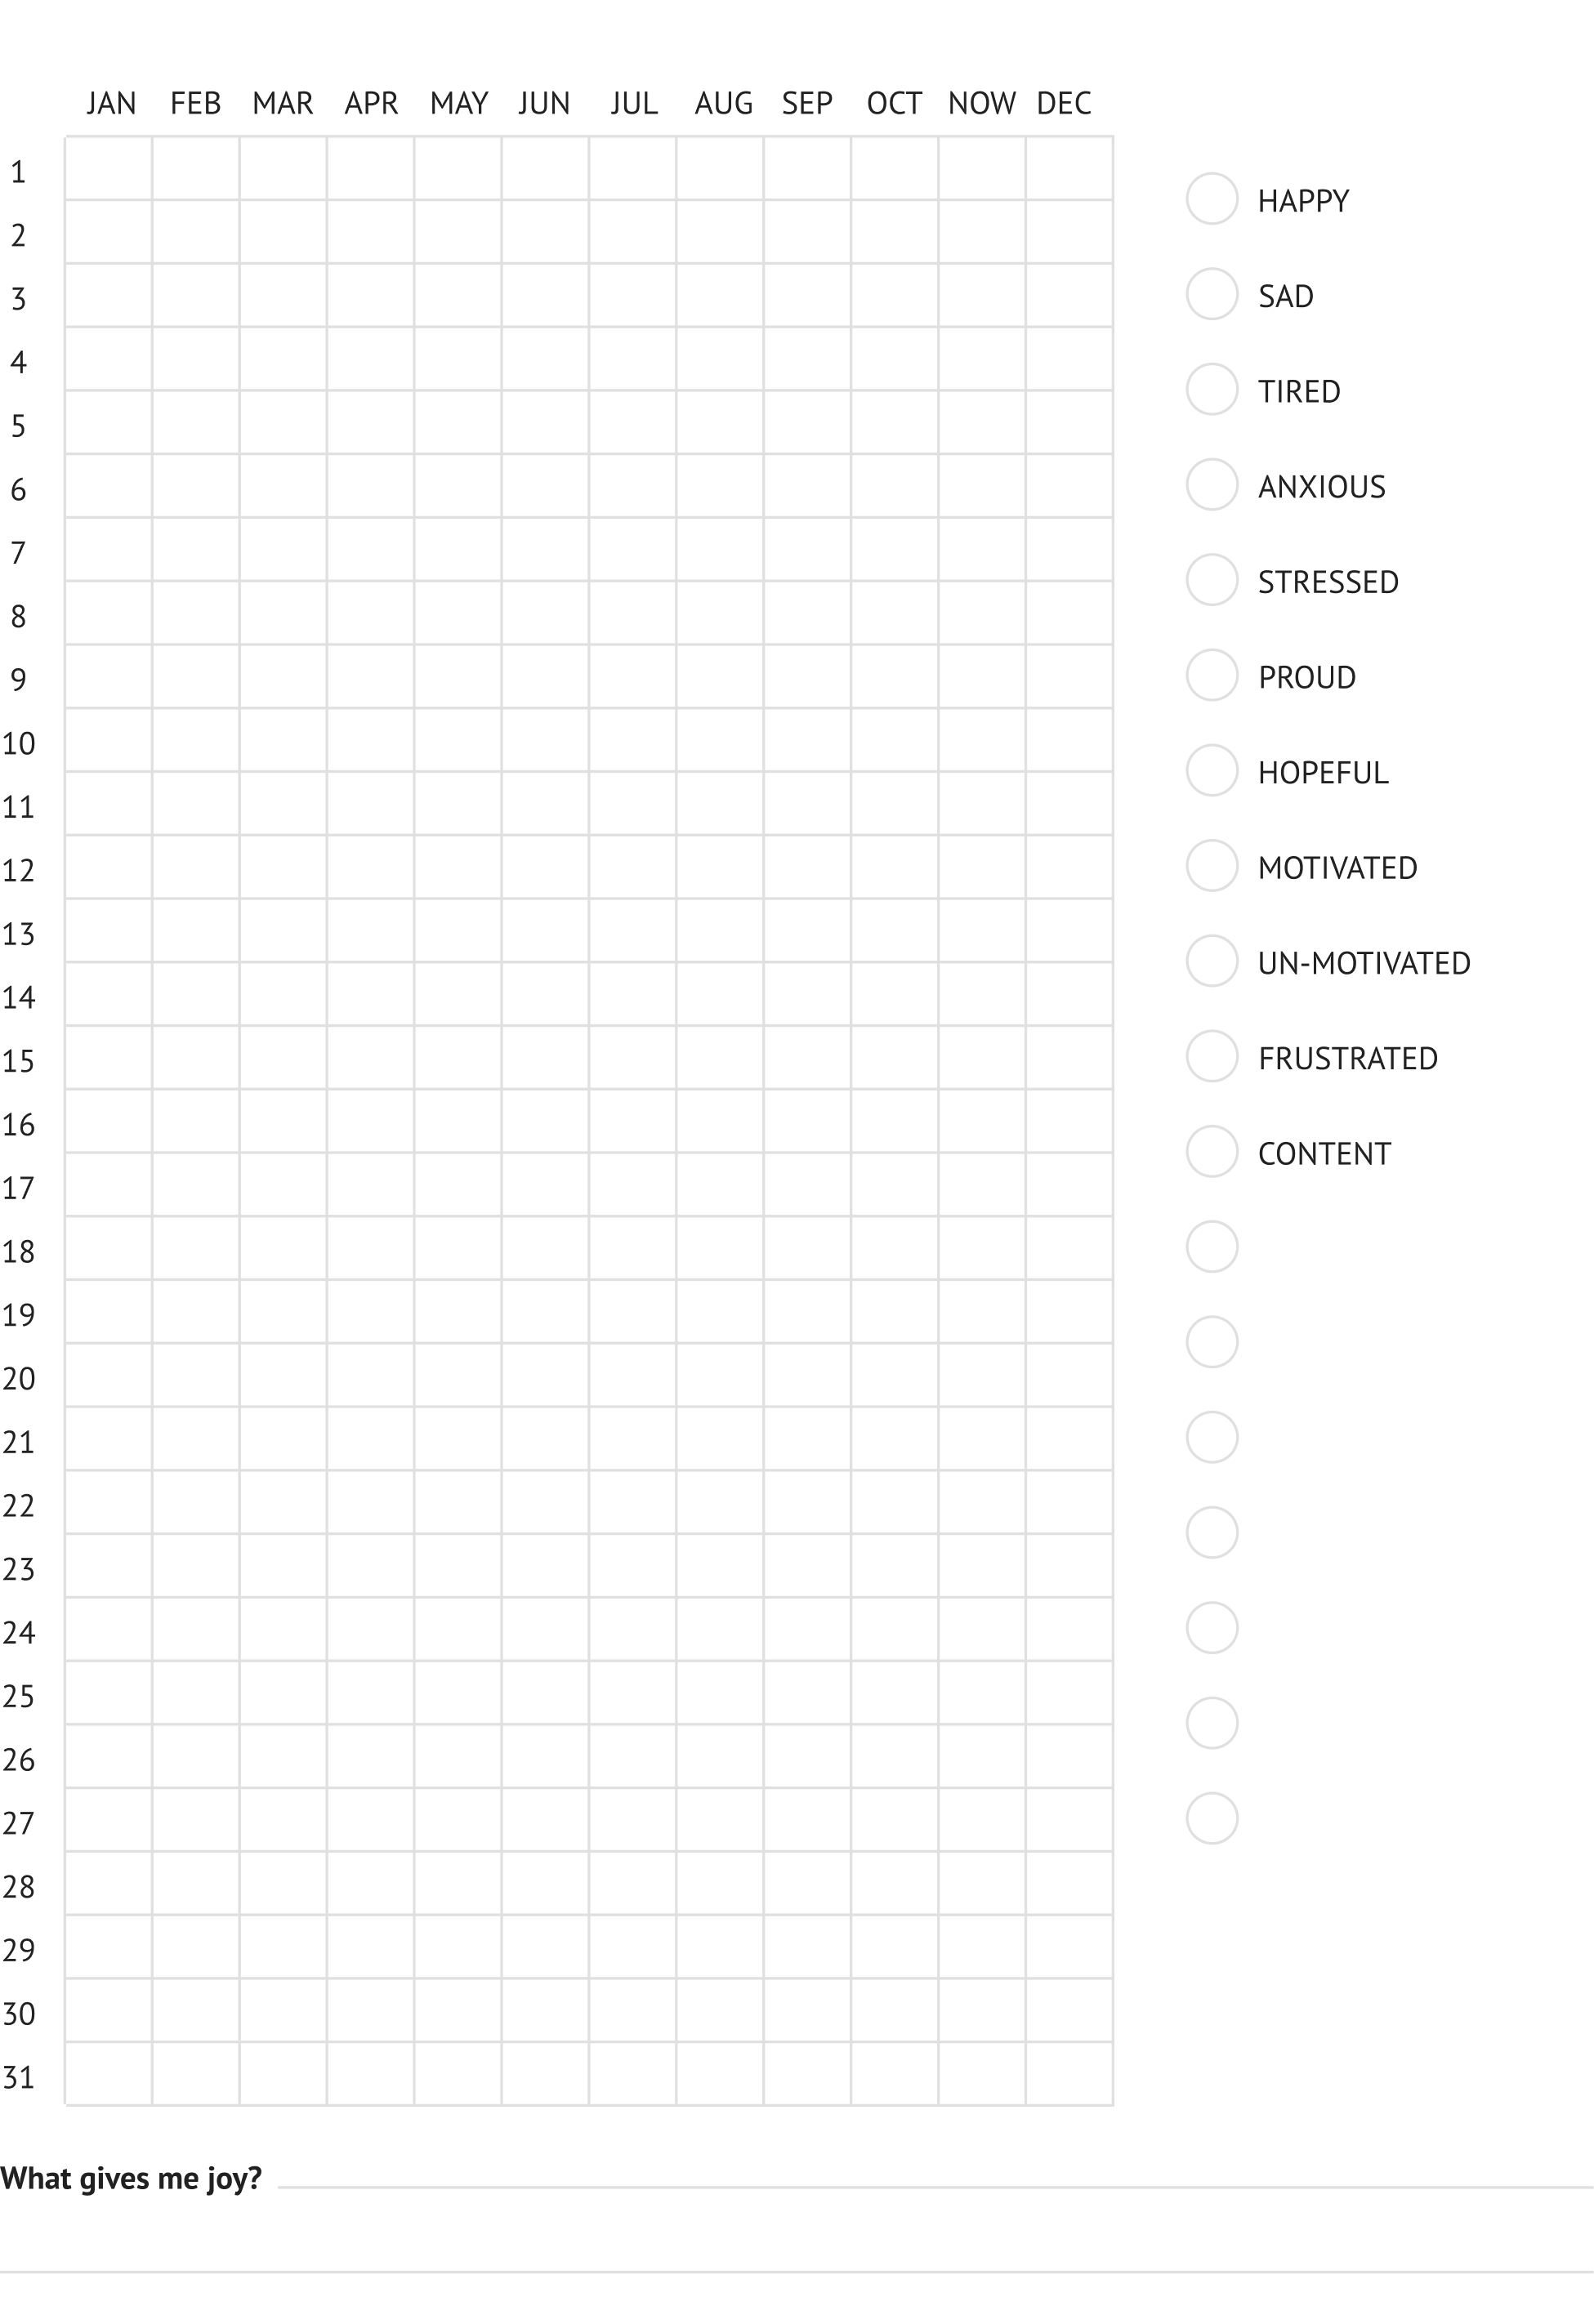 JAN FEB MAR APR MAY JUN JUL AUG SEP OCT NOW DEC
1
2
3
4
5
6
7
8
9
10
11
12
13
14
15
16
17
18
19
20
21
22
23
24
25
26
27
28
29
30
31
HAPPY
SAD
TIRED
ANXIOUS
STRESSED
PROUD
HOPEFUL
MOTIVATED
UN-MOTIVATED
FRUSTRATED
CONTENT
What gives me joy?